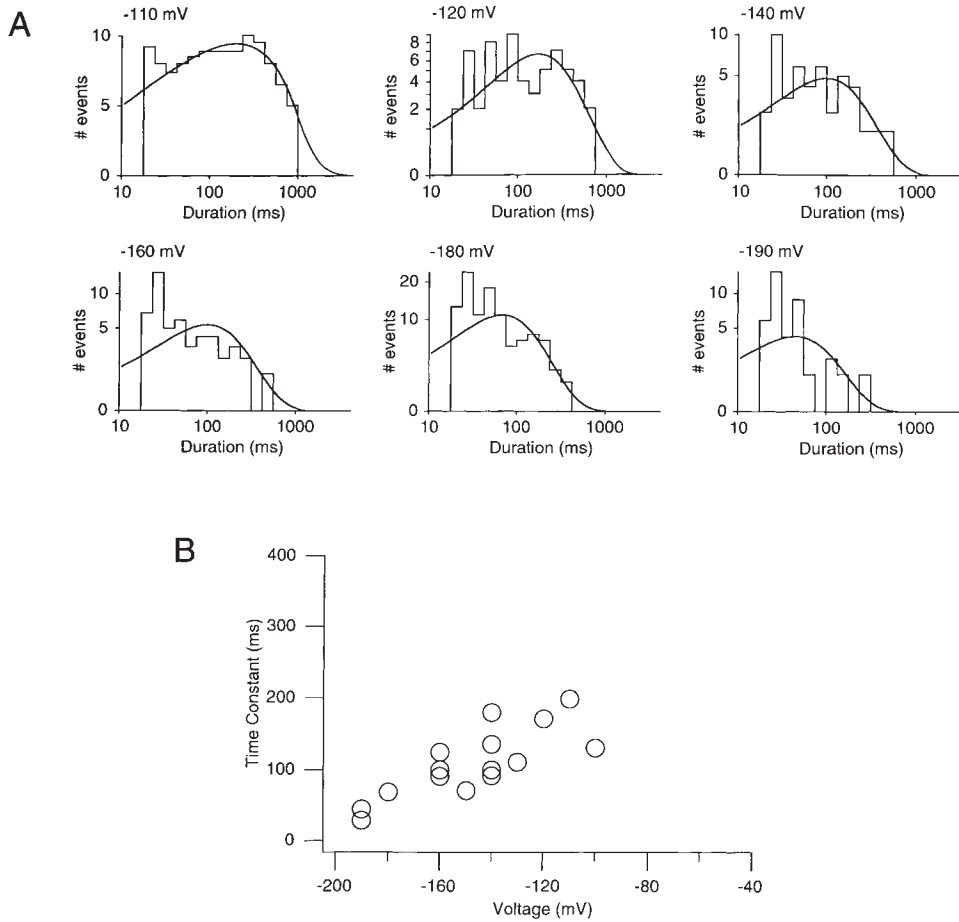 A
-110 mV
-120 mV
-140 mV
10
5
0
# events
10 100 1000
Duration (ms)
8
6
4
2
0
# events
10 100 1000
Duration (ms)
10
5
0
# events
10 100 1000
Duration (ms)
-160 mV
-180 mV
-190 mV
10
5
0
# events
10 100 1000
Duration (ms)
20
10
0
# events
10 100 1000
Duration (ms)
10
5
0
# events
10 100 1000
Duration (ms)
B
400
300
200
100
0
Time Constant (ms)
-200 -160 -120 -80 -40
Voltage (mV)